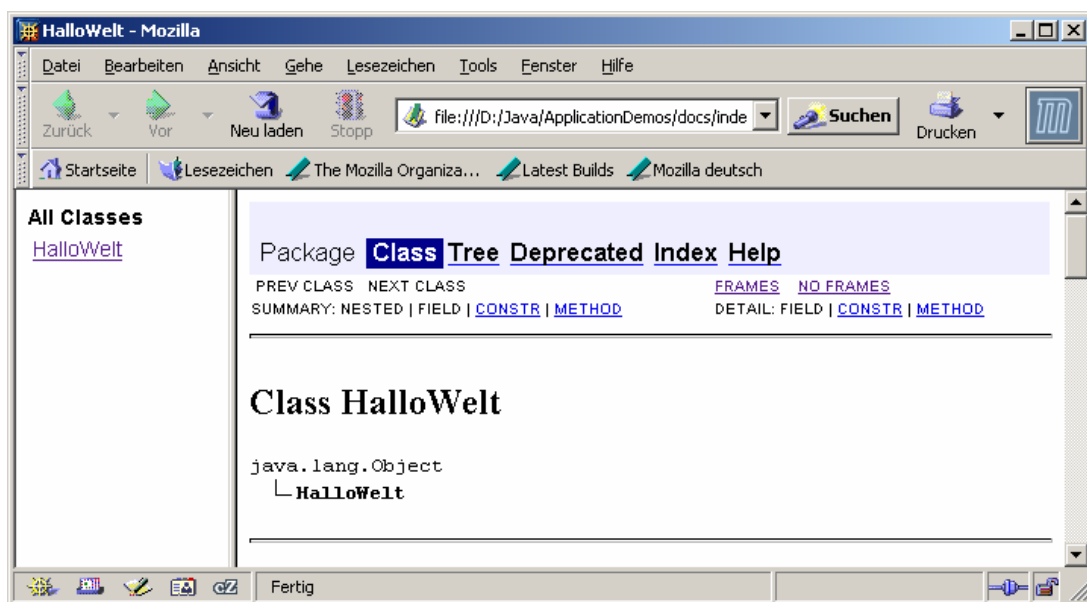 HalloWelt - Mozilla
Datei Bearbeiten Ansicht Gehe Lesezeichen Tools Fenster Hilfe
Zurück Vor Neu laden Stopp file:///D:/Java/ApplicationDemos/docs/inde Suchen Drucken
Startseite Lesezeichen The Mozilla Organiza... Latest Builds Mozilla deutsch
All Classes
HalloWelt
Package Class Tree Deprecated Index Help
PREV CLASS NEXT CLASS FRAMES NO FRAMES
SUMMARY: NESTED | FIELD | CONSTR | METHOD DETAIL: FIELD | CONSTR | METHOD
Class HalloWelt
java.lang.Object
HalloWelt
Fertig